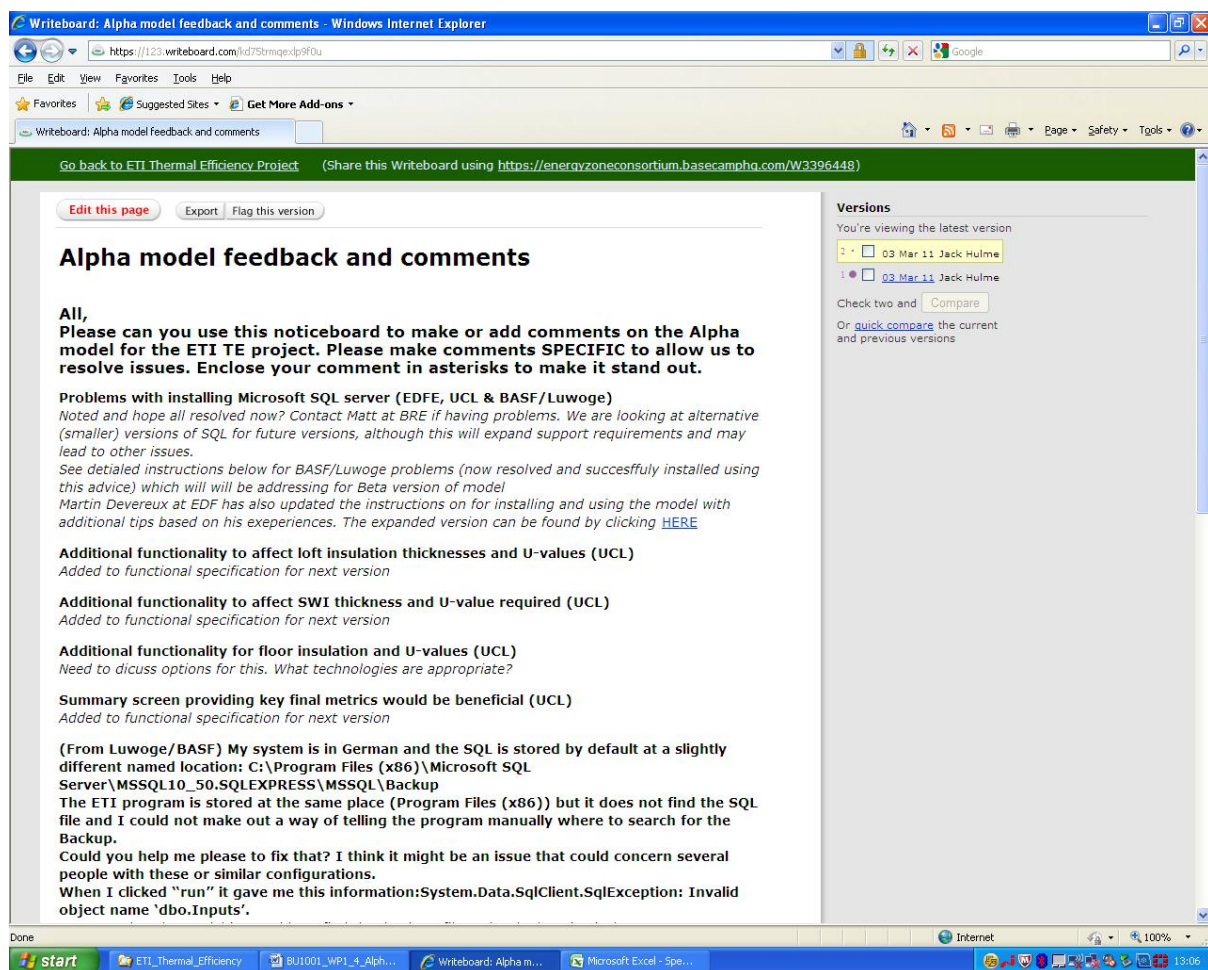 Writeboard: Alpha model feedback and comments - Windows Internet Explorer
https://123.writeboard.com/kd75trmqexlp9f0u
Google
File Edit View Favorites Tools Help
Favorites Suggested Sites Get More Add-ons
Writeboard: Alpha model feedback and comments
Page Safety Tools
Go back to ETI Thermal Efficiency Project (Share this Writeboard using https://energyzoneconsortium.basecamphq.com/W3396448)
Edit this page Export Flag this version
Alpha model feedback and comments
All,
Please can you use this noticeboard to make or add comments on the Alpha
model for the ETI TE project. Please make comments SPECIFIC to allow us to
resolve issues. Enclose your comment in asterisks to make it stand out.
Problems with installing Microsoft SQL server (EDFE, UCL & BASF/Luwoge)
Noted and hope all resolved now? Contact Matt at BRE if having problems. We are looking at alternative
(smaller) versions of SQL for future versions, although this will expand support requirements and may
lead to other issues.
See detialed instructions below for BASF/Luwoge problems (now resolved and succesffuly installed using
this advice) which will will be addressing for Beta version of model
Martin Devereux at EDF has also updated the instructions on for installing and using the model with
additional tips based on his exeperiences. The expanded version can be found by clicking HERE
Additional functionality to affect loft insulation thicknesses and U-values (UCL)
Added to functional specification for next version
Additional functionality to affect SWI thickness and U-value required (UCL)
Added to functional specification for next version
Additional functionality for floor insulation and U-values (UCL)
Need to dicuss options for this. What technologies are appropriate?
Summary screen providing key final metrics would be beneficial (UCL)
Added to functional specification for next version
(From Luwoge/BASF) My system is in German and the SQL is stored by default at a slightly
different named location: C:\Program Files (x86)\Microsoft SQL
Server\MSSQL10_50.SQLEXPRESS\MSSQL\Backup
The ETI program is stored at the same place (Program Files (x86)) but it does not find the SQL
file and I could not make out a way of telling the program manually where to search for the
Backup.
Could you help me please to fix that? I think it might be an issue that could concern several
people with these or similar configurations.
When I clicked “run” it gave me this information:System.Data.SqlClient.SqlException: Invalid
object name ‘dbo.Inputs’.
Versions
You're viewing the latest version
2 03 Mar 11 Jack Hulme
1 03 Mar 11 Jack Hulme
Check two and Compare
Or quick compare the current
and previous versions
Done Internet 100%
start ETI_Thermal_Efficiency BU1001_WP1_4_Alph... Writeboard: Alpha m... Microsoft Excel - Spe... 13:06